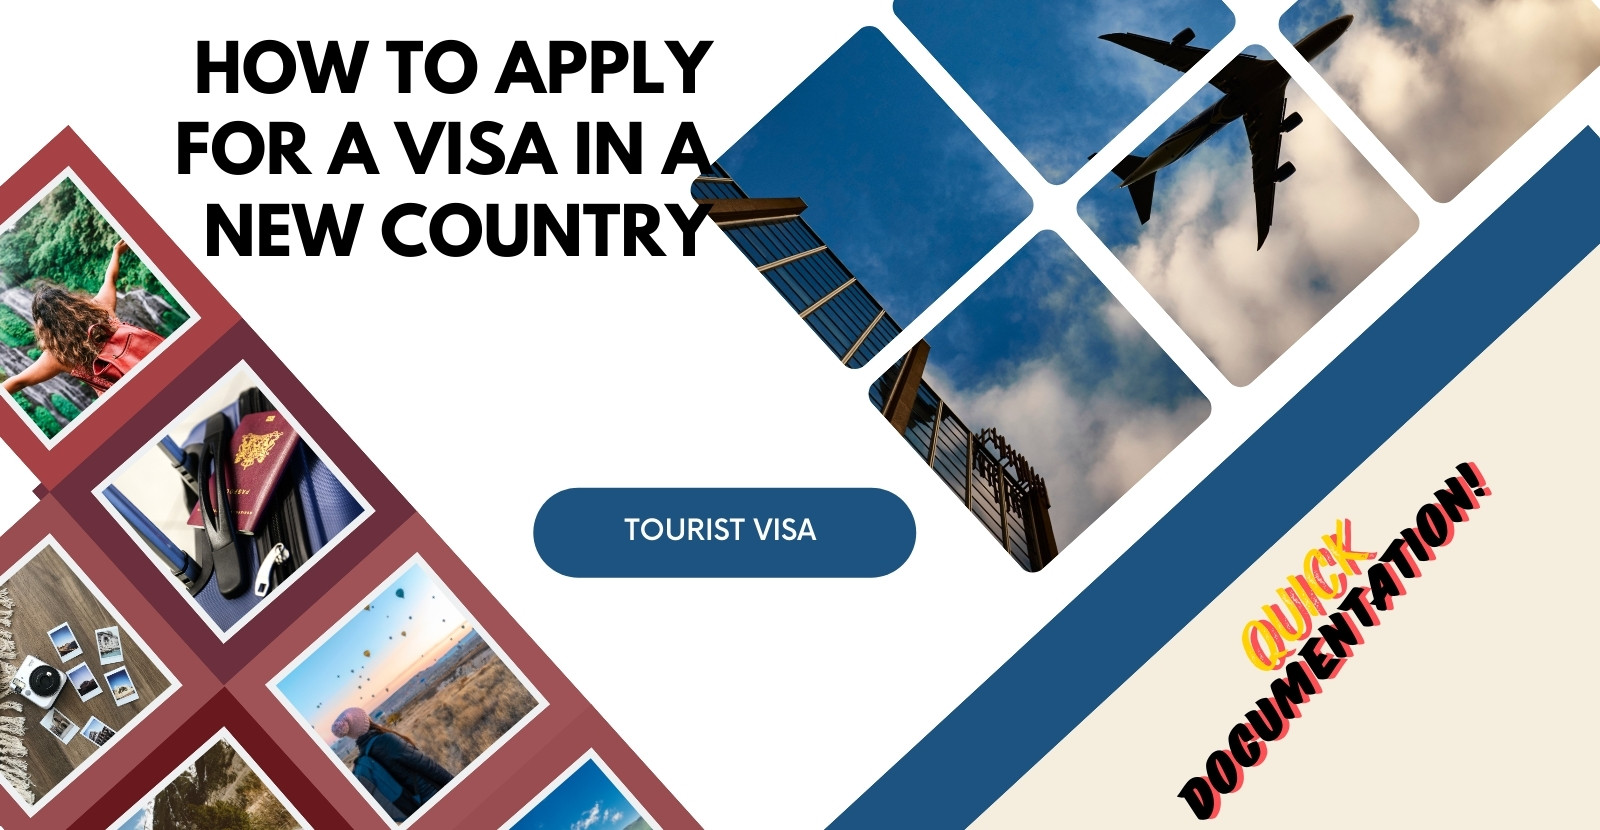 HOW TO APPLY
FOR A VISA IN A
NEW COUNTRY
TOURIST VISA
QUICK
DOCUMENTATION!